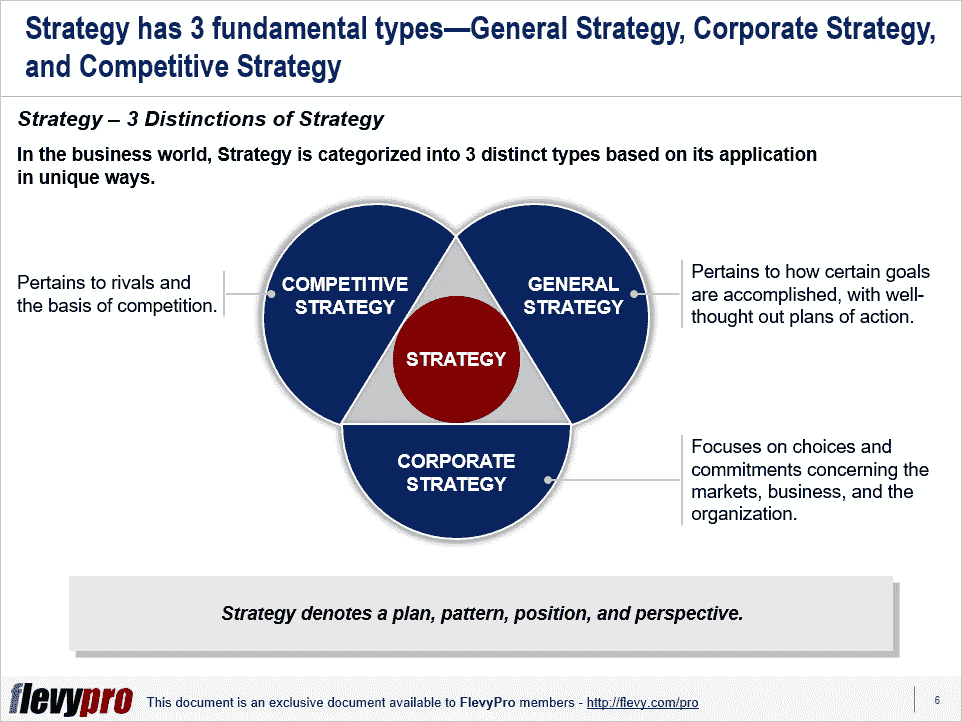 Strategy has 3 fundamental types—General Strategy, Corporate Strategy,
and Competitive Strategy
Strategy – 3 Distinctions of Strategy
In the business world, Strategy is categorized into 3 distinct types based on its application
in unique ways.
Pertains to rivals and
the basis of competition.
COMPETITIVE
STRATEGY
GENERAL
STRATEGY
Pertains to how certain goals
are accomplished, with well-
thought out plans of action.
STRATEGY
CORPORATE
STRATEGY
Focuses on choices and
commitments concerning the
markets, business, and the
organization.
Strategy denotes a plan, pattern, position, and perspective.
flevypro
This document is an exclusive document available to FlevyPro members - http://flevy.com/pro
6